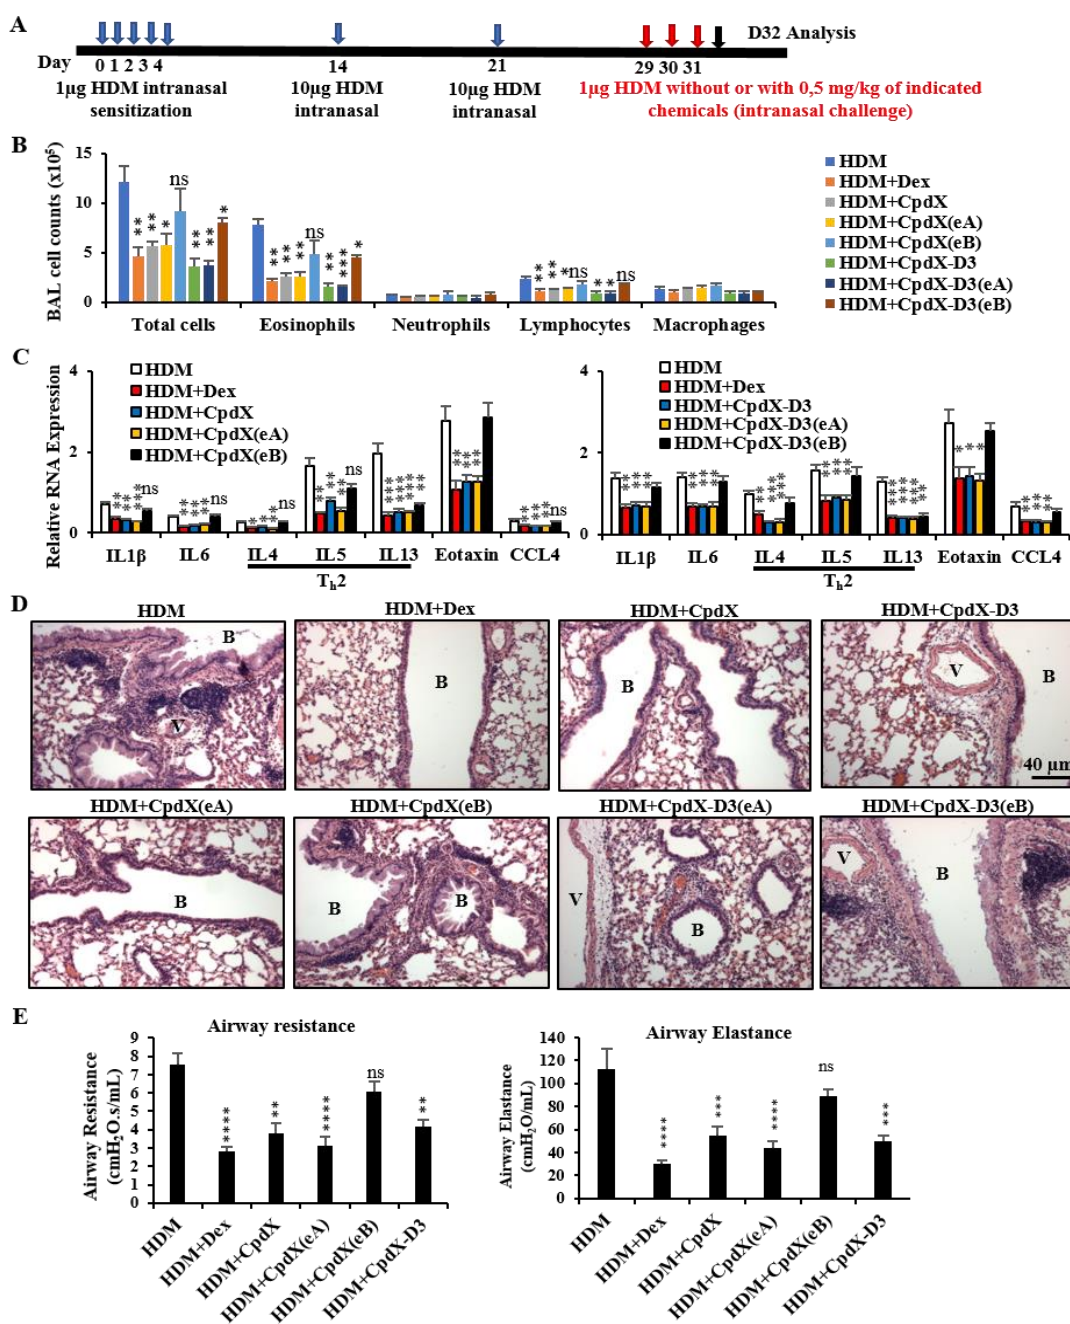 A
D32 Analysis
Day 0 1 2 3 4 14 21 29 30 31
1µg HDM intranasal sensitization
10µg HDM intranasal
10µg HDM intranasal
1µg HDM without or with 0,5 mg/kg of indicated chemicals (intranasal challenge)
B
BAL cell counts (x10⁵)
15
10
5
0
**
**
*
ns
**
**
*
**
**
**
ns
**
***
*
**
**
*
ns
*
*
ns
Total cells
Eosinophils
Neutrophils
Lymphocytes
Macrophages
HDM
HDM+Dex
HDM+CpdX
HDM+CpdX(eA)
HDM+CpdX(eB)
HDM+CpdX-D3
HDM+CpdX-D3(eA)
HDM+CpdX-D3(eB)
C
Relative RNA Expression
4
2
0
HDM
HDM+Dex
HDM+CpdX
HDM+CpdX(eA)
HDM+CpdX(eB)
ns
ns
ns
ns
ns
IL1β
IL6
IL4
IL5
IL13
Eotaxin
CCL4
Th2
4
2
0
HDM
HDM+Dex
HDM+CpdX-D3
HDM+CpdX-D3(eA)
HDM+CpdX-D3(eB)
IL1β
IL6
IL4
IL5
IL13
Eotaxin
CCL4
Th2
D
HDM
HDM+Dex
HDM+CpdX
HDM+CpdX-D3
B
V
B
B
V
B
40 µm
HDM+CpdX(eA)
HDM+CpdX(eB)
HDM+CpdX-D3(eA)
HDM+CpdX-D3(eB)
B
B
B
V
B
V
B
E
Airway resistance
Airway Resistance
(cmH₂O.s/mL)
9
8
7
6
5
4
3
2
1
0
****
**
****
ns
**
HDM
HDM+Dex
HDM+CpdX
HDM+CpdX(eA)
HDM+CpdX(eB)
HDM+CpdX-D3
Airway Elastance
Airway Elastance
(cmH₂O/mL)
140
120
100
80
60
40
20
0
****
***
****
ns
***
HDM
HDM+Dex
HDM+CpdX
HDM+CpdX(eA)
HDM+CpdX(eB)
HDM+CpdX-D3